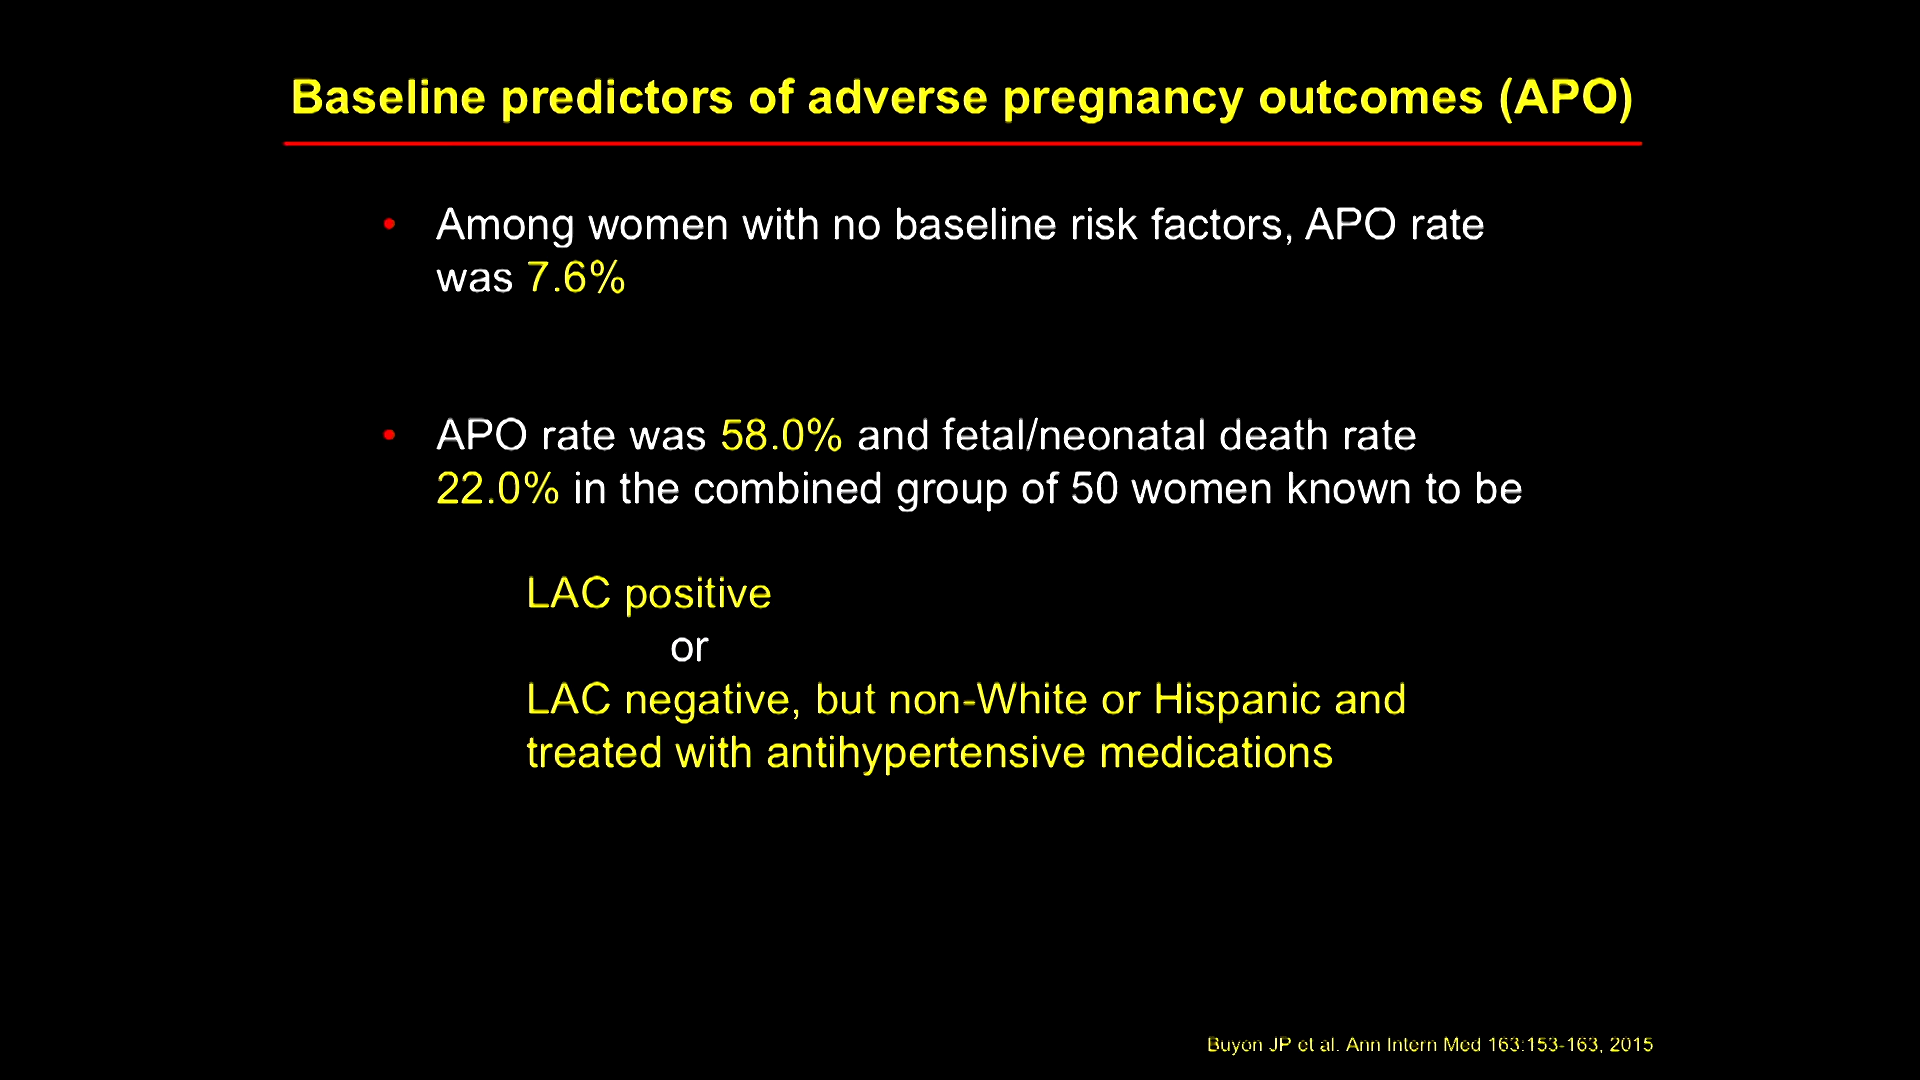 Baseline predictors of adverse pregnancy outcomes (APO)
• Among women with no baseline risk factors, APO rate
was 7.6%
• APO rate was 58.0% and fetal/neonatal death rate
22.0% in the combined group of 50 women known to be
LAC positive
or
LAC negative, but non-White or Hispanic and
treated with antihypertensive medications
Buyon JP et al. Ann Intern Med 163:153-163, 2015